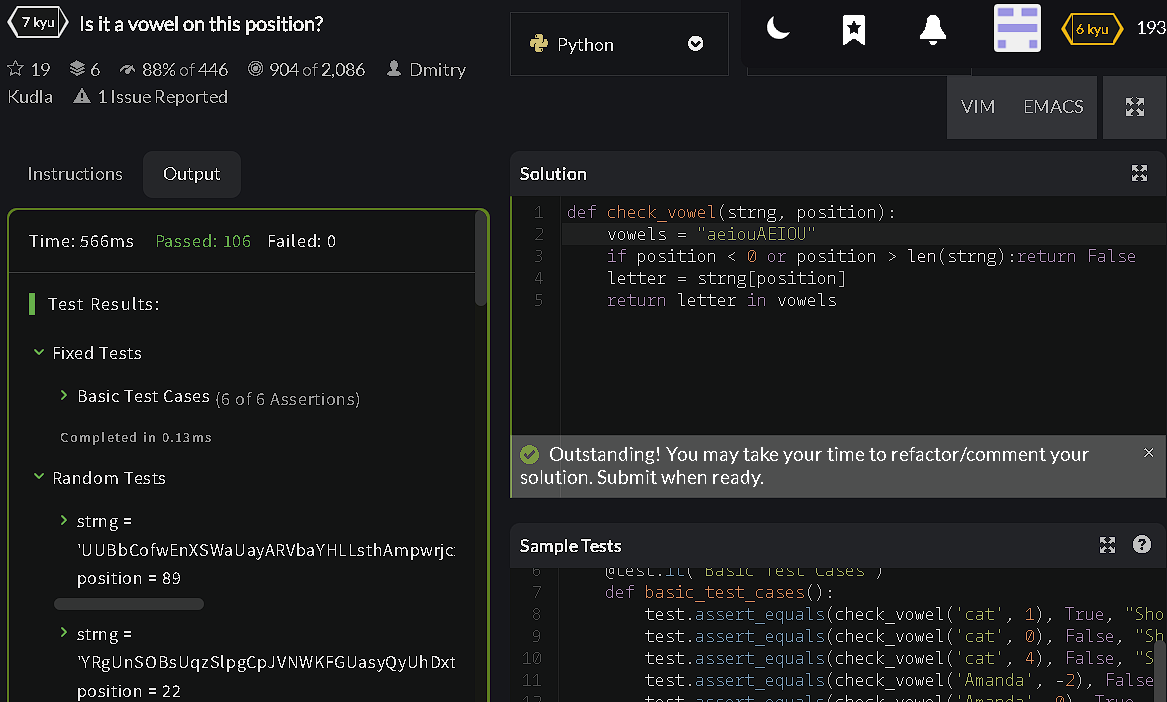 7 kyu Is it a vowel on this position?
19 6 88% of 446 904 of 2,086 Dmitry
Kudla 1 Issue Reported
Python
6 kyu 193
VIM EMACS
Instructions Output
Time: 566ms Passed: 106 Failed: 0
Test Results:
Fixed Tests
Basic Test Cases (6 of 6 Assertions)
Completed in 0.13ms
Random Tests
strng =
'UUBbCofwEnXSWaUayARVbaYHLLsthAmpwrjc
position = 89
strng =
'YRgUnSOBsUqzSlpgCpJVNWKFGUasyQyUhDxt
position = 22
Solution
1 def check_vowel(strng, position):
2 vowels = "aeiouAEIOU"
3 if position < 0 or position > len(strng):return False
4 letter = strng[position]
5 return letter in vowels
Outstanding! You may take your time to refactor/comment your
solution. Submit when ready.
Sample Tests
6 @test.it("Basic Test Cases")
7 def basic_test_cases():
8 test.assert_equals(check_vowel('cat', 1), True, "Sho
9 test.assert_equals(check_vowel('cat', 0), False, "Sh
10 test.assert_equals(check_vowel('cat', 4), False, "S
11 test.assert_equals(check_vowel('Amanda', -2), False
12 test.assert_equals(check_vowel('Amanda', 0), True